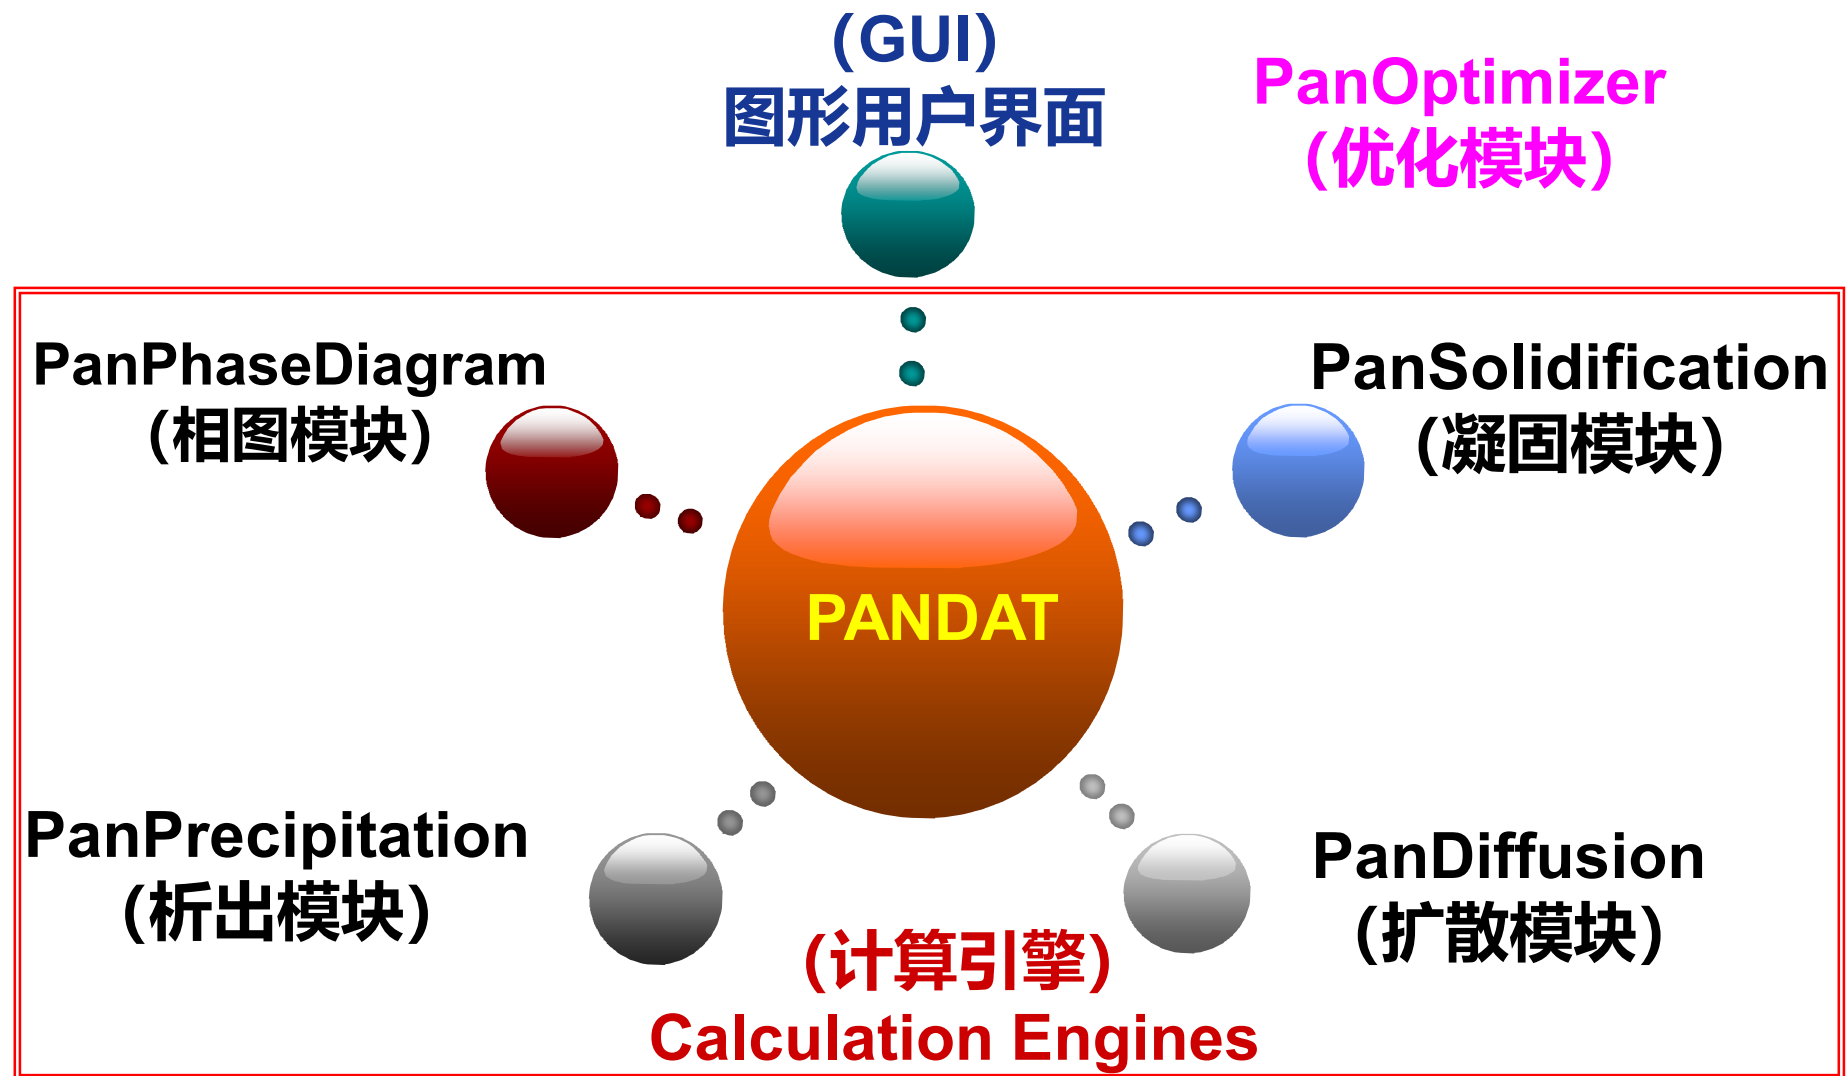 (GUI)
图形用户界面
PanOptimizer
(优化模块)
PanPhaseDiagram
(相图模块)
PanSolidification
(凝固模块)
PANDAT
PanPrecipitation
(析出模块)
PanDiffusion
(扩散模块)
(计算引擎)
Calculation Engines